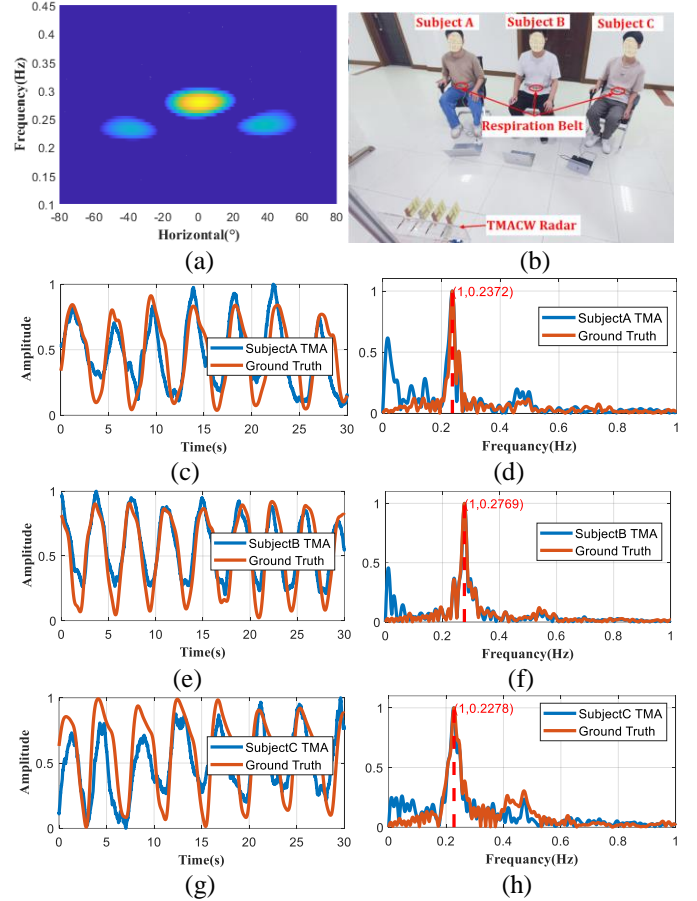 0.45
0.4
0.35
0.3
0.25
0.2
0.15
0.1
Frequency(Hz)
-80 -60 -40 -20 0 20 40 60 80
Horizontal(°)
(a)
Subject A Subject B Subject C
Respiration Belt
TMACW Radar
(b)
1
0.5
0
Amplitude
SubjectA TMA
Ground Truth
0 5 10 15 20 25 30
Time(s)
(c)
(1,0.2372)
1
0.5
0
SubjectA TMA
Ground Truth
0 0.2 0.4 0.6 0.8 1
Frequancy(Hz)
(d)
1
0.5
0
Amplitude
SubjectB TMA
Ground Truth
0 5 10 15 20 25 30
Time(s)
(e)
(1,0.2769)
1
0.5
0
SubjectB TMA
Ground Truth
0 0.2 0.4 0.6 0.8 1
Frequancy(Hz)
(f)
1
0.5
0
Amplitude
SubjectC TMA
Ground Truth
0 5 10 15 20 25 30
Time(s)
(g)
(1,0.2278)
1
0.5
0
SubjectC TMA
Ground Truth
0 0.2 0.4 0.6 0.8 1
Frequancy(Hz)
(h)